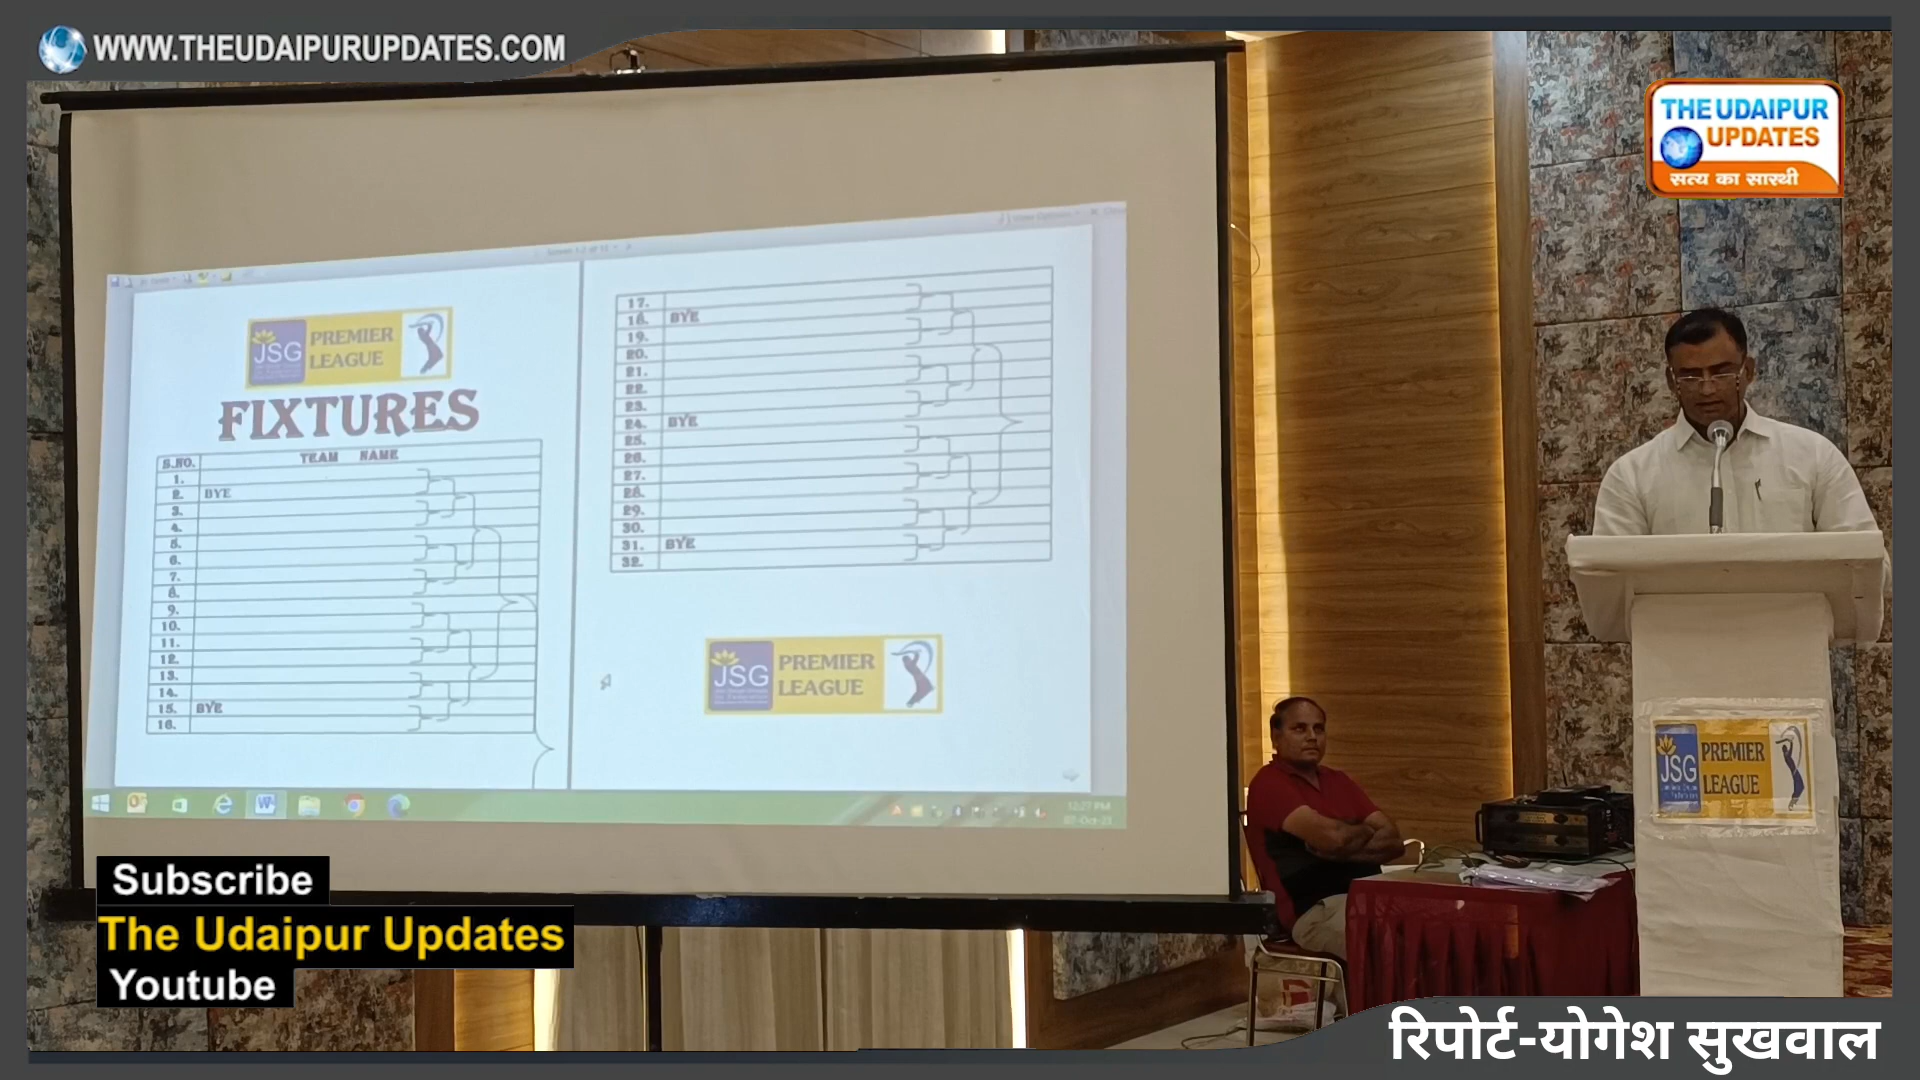 WWW.THEUDAIPURUPDATES.COM
THE UDAIPUR
UPDATES
सत्य का सारथी
JSG
PREMIER
LEAGUE
FIXTURES
S.NO. TEAM NAME
1.
2. BYE
3.
4.
5.
6.
7.
8.
9.
10.
11.
12.
13.
14.
15. BYE
16.
17.
18. BYE
19.
20.
21.
22.
23.
24. BYE
25.
26.
27.
28.
29.
30.
31. BYE
32.
JSG
PREMIER
LEAGUE
12:27 PM
JSG
PREMIER
LEAGUE
Subscribe
The Udaipur Updates
Youtube
रिपोर्ट-योगेश सुखवाल